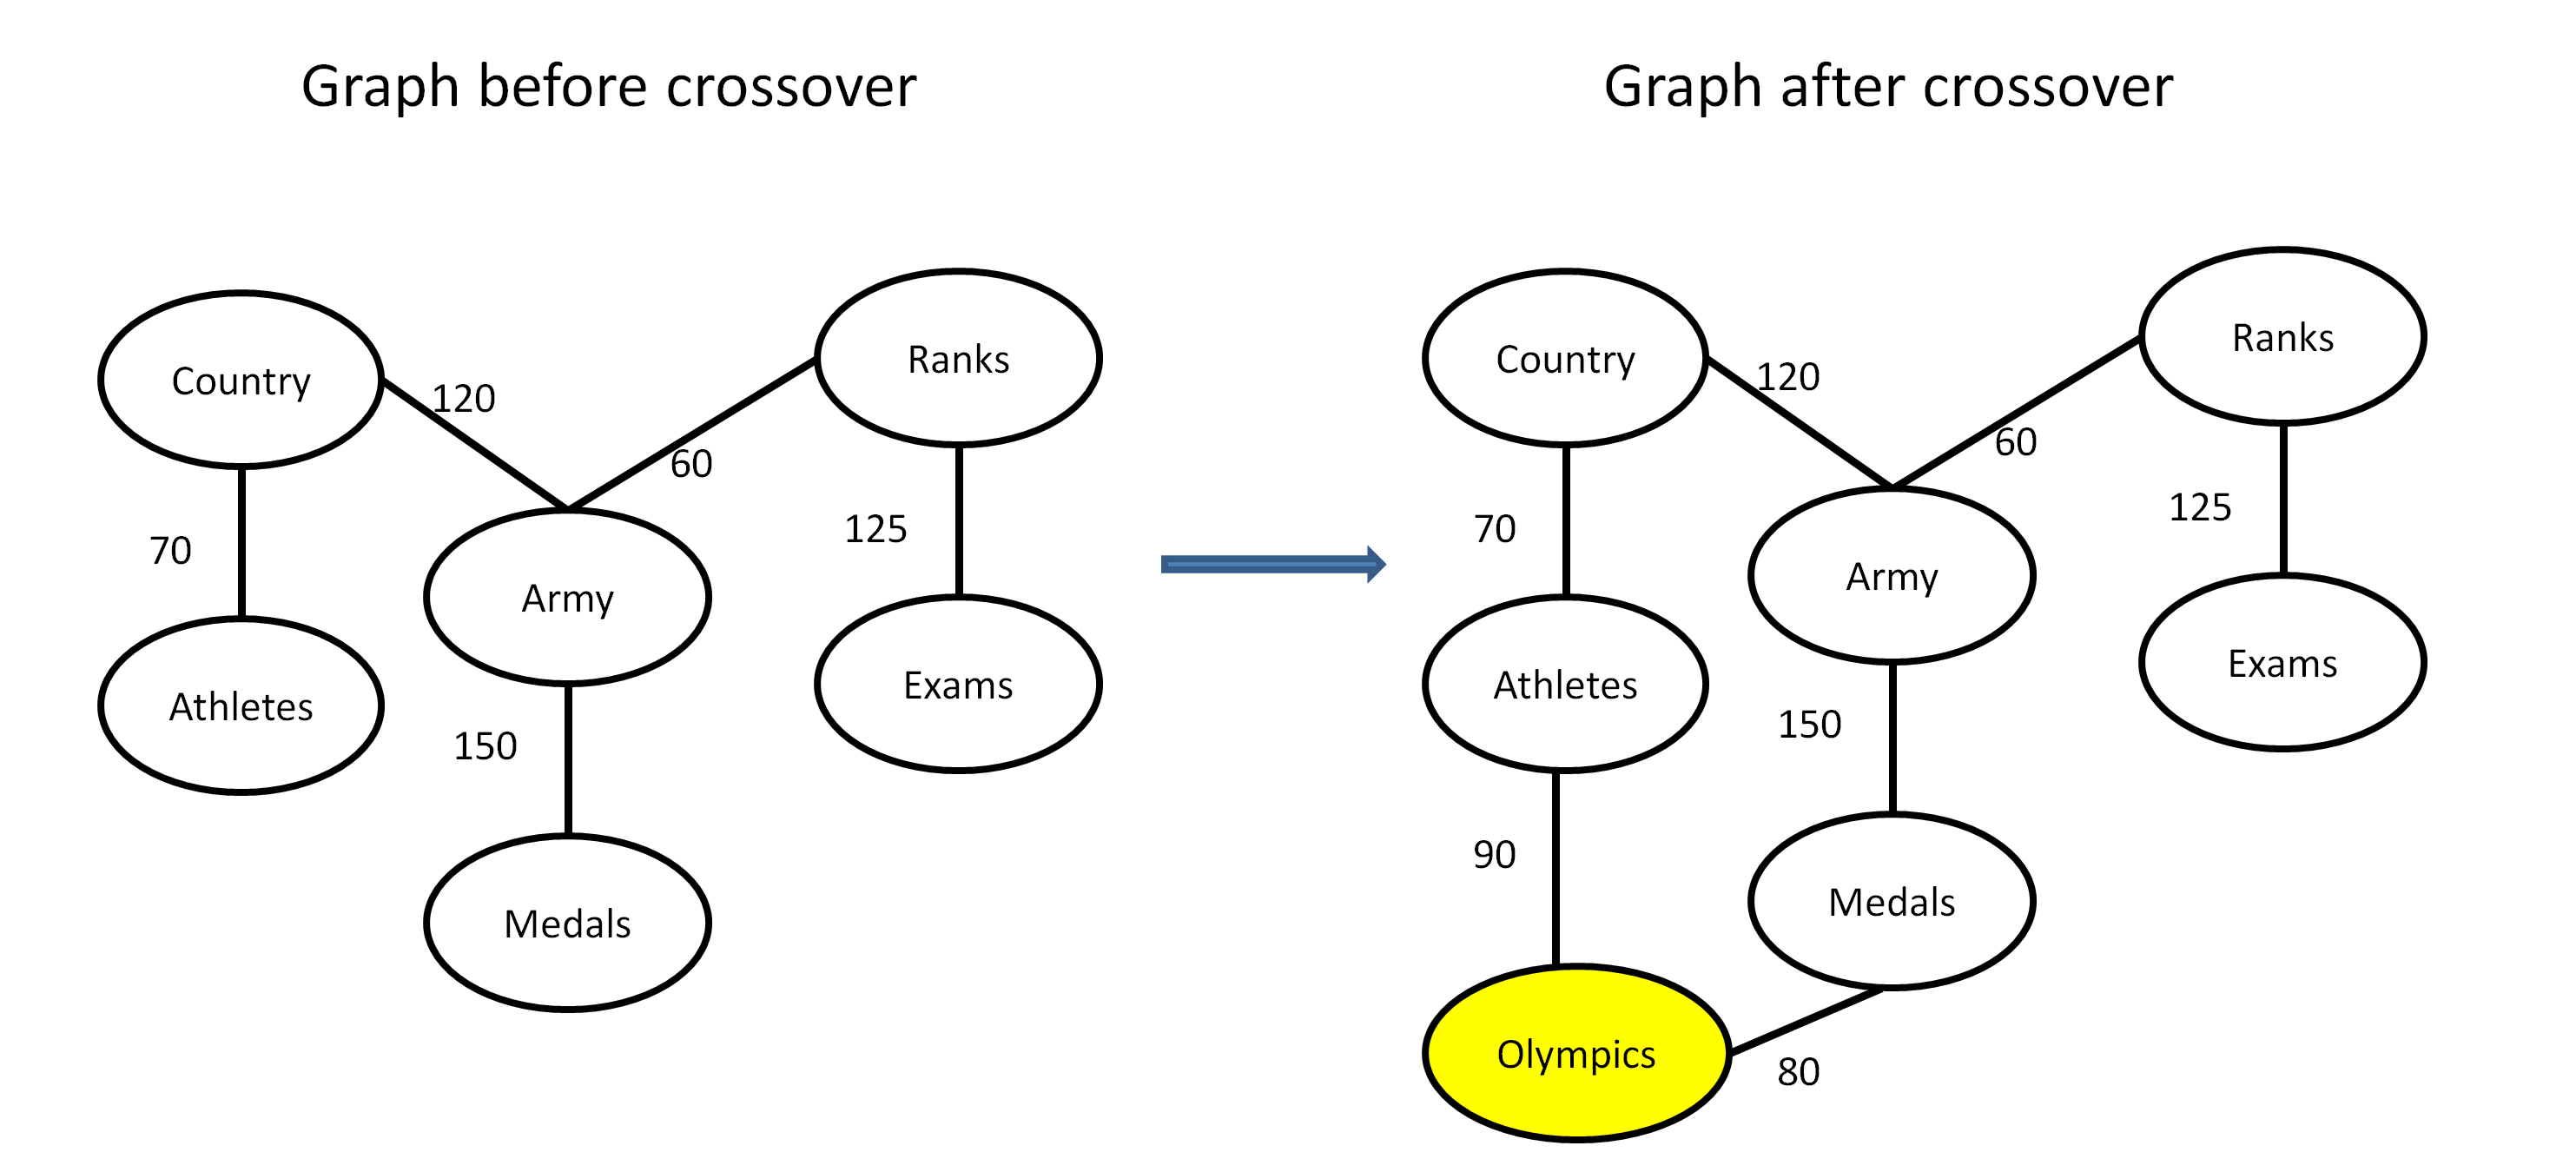 Graph before crossover
Graph after crossover
Country
120
Ranks
60
70
125
Army
Athletes
Exams
150
Medals
Country
120
Ranks
60
70
125
Army
Athletes
Exams
150
90
Medals
Olympics
80